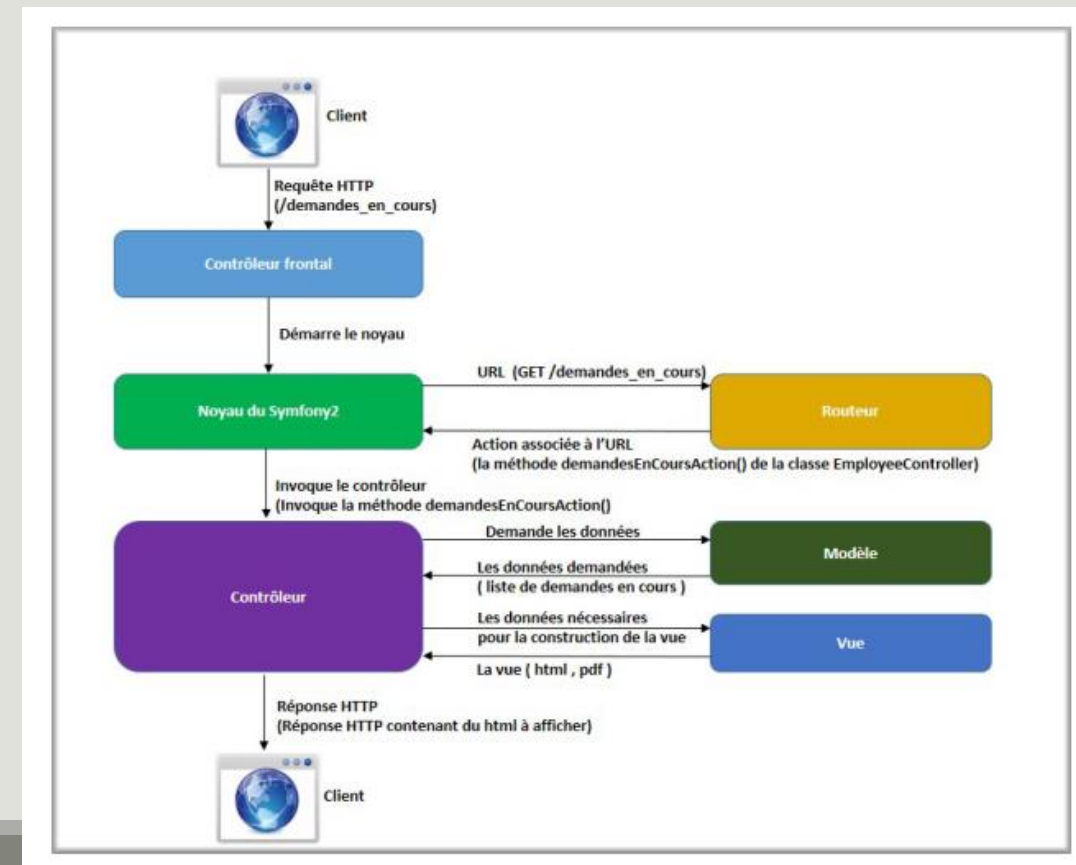 Client
Requête HTTP
(/demandes_en_cours)
Contrôleur frontal
Démarre le noyau
URL (GET /demandes_en_cours)
Noyau du Symfony2
Routeur
Action associée à l'URL
(la méthode demandesEnCoursAction() de la classe EmployeeController)
Invoque le contrôleur
(Invoque la méthode demandesEnCoursAction()
Demande les données
Modèle
Les données demandées
( liste de demandes en cours )
Contrôleur
Les données nécessaires
pour la construction de la vue
Vue
La vue ( html , pdf )
Réponse HTTP
(Réponse HTTP contenant du html à afficher)
Client